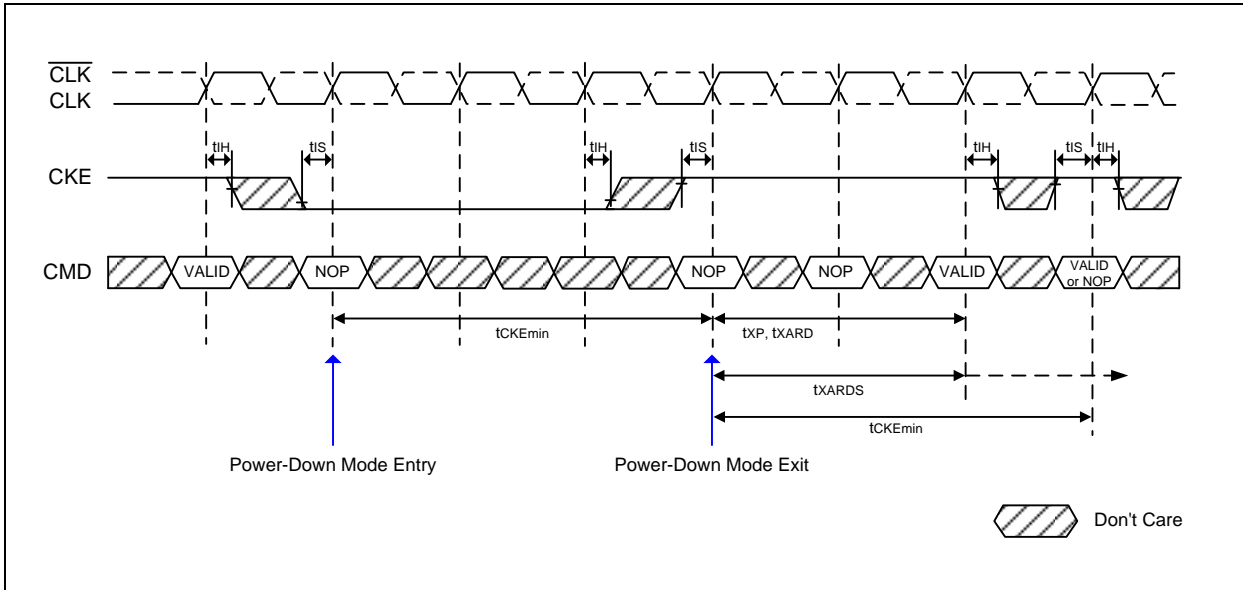 CLK
CLK
tIH
tIS
tIH
tIS
tIH
tIS
tIH
CKE
CMD
VALID
NOP
NOP
NOP
VALID
VALID
or NOP
tCKEmin
tXP, tXARD
tXARDS
tCKEmin
Power-Down Mode Entry
Power-Down Mode Exit
Don't Care